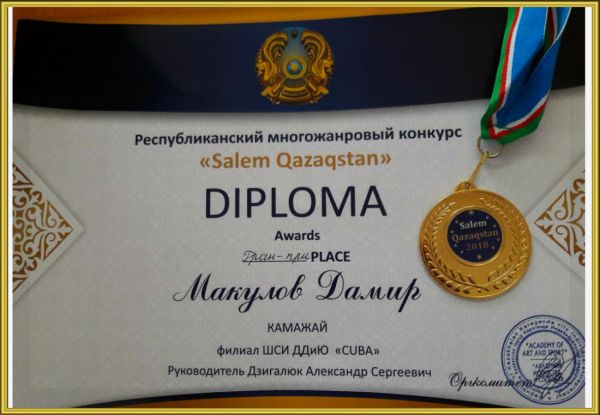 ҚАЗАҚСТАН
Республиканский многожанровый конкурс
«Salem Qazaqstan»
DIPLOMA
Awards
Гран-при PLACE
Макулов Дамир
КАМАЖАЙ
филиал ШСИ ДДиЮ «CUBA»
Руководитель Дзигалюк Александр Сергеевич
Оргкомитет
Salem
Qazaqstan
2018
"ACADEMY OF
ART AND SPORT"